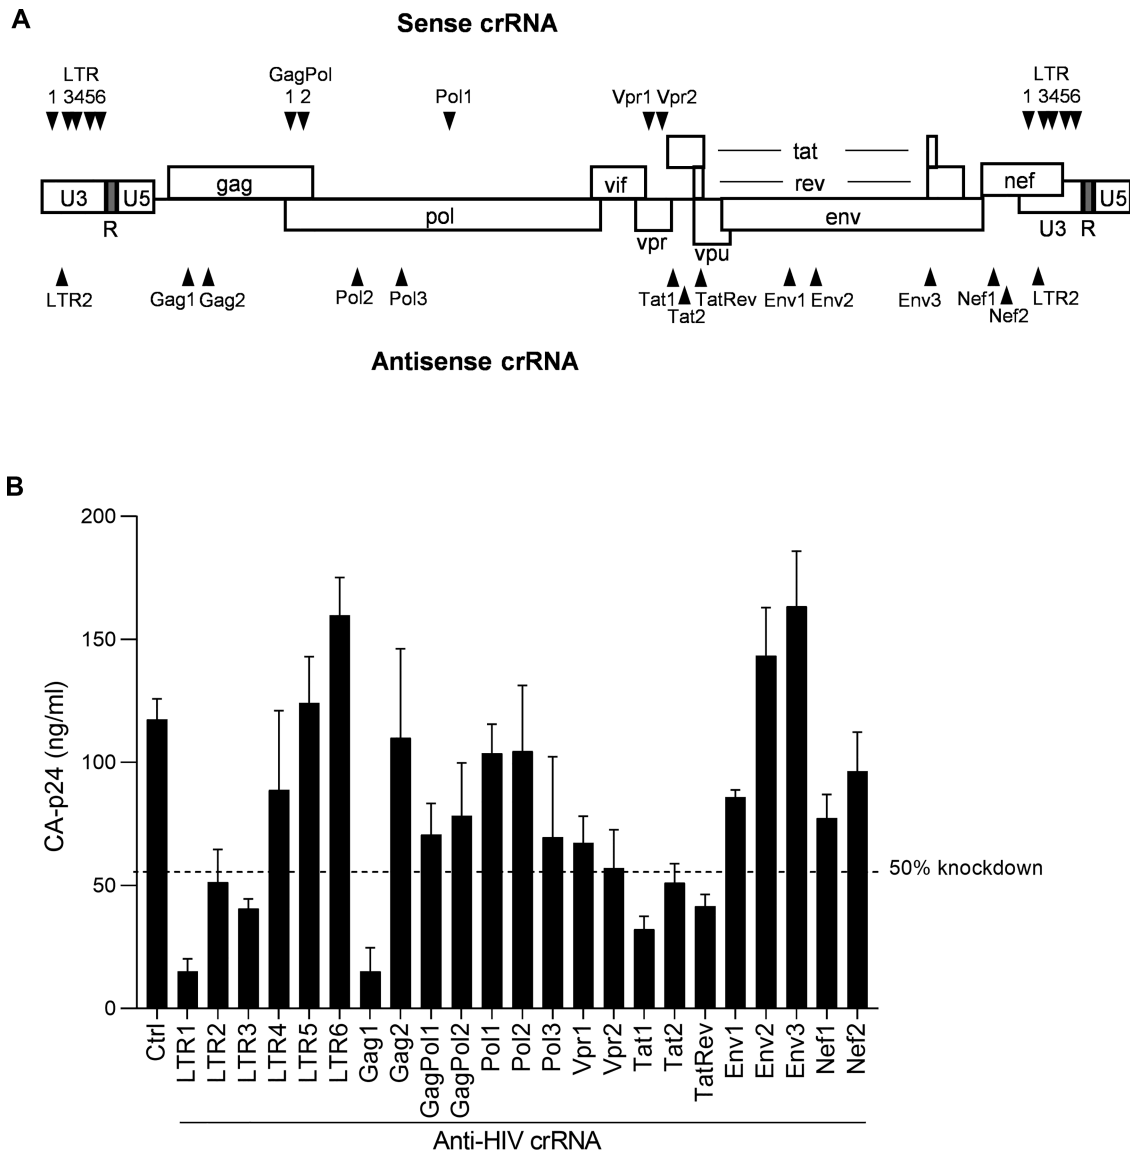 A
Sense crRNA
LTR GagPol LTR
1 3456 1 2 Pol1 Vpr1 Vpr2 1 3456
tat
gag vif rev nef
U3 U5 pol env U5
R vpr vpu U3 R
LTR2 Gag1 Gag2 Pol2 Pol3 Tat1 TatRev Env1 Env2 Env3 Nef1 LTR2
Tat2 Nef2
Antisense crRNA
B
200
150
100
50
0
CA-p24 (ng/ml)
50% knockdown
Ctrl LTR1 LTR2 LTR3 LTR4 LTR5 LTR6 Gag1 Gag2 GagPol1 GagPol2 Pol1 Pol2 Pol3 Vpr1 Vpr2 Tat1 Tat2 TatRev Env1 Env2 Env3 Nef1 Nef2
Anti-HIV crRNA